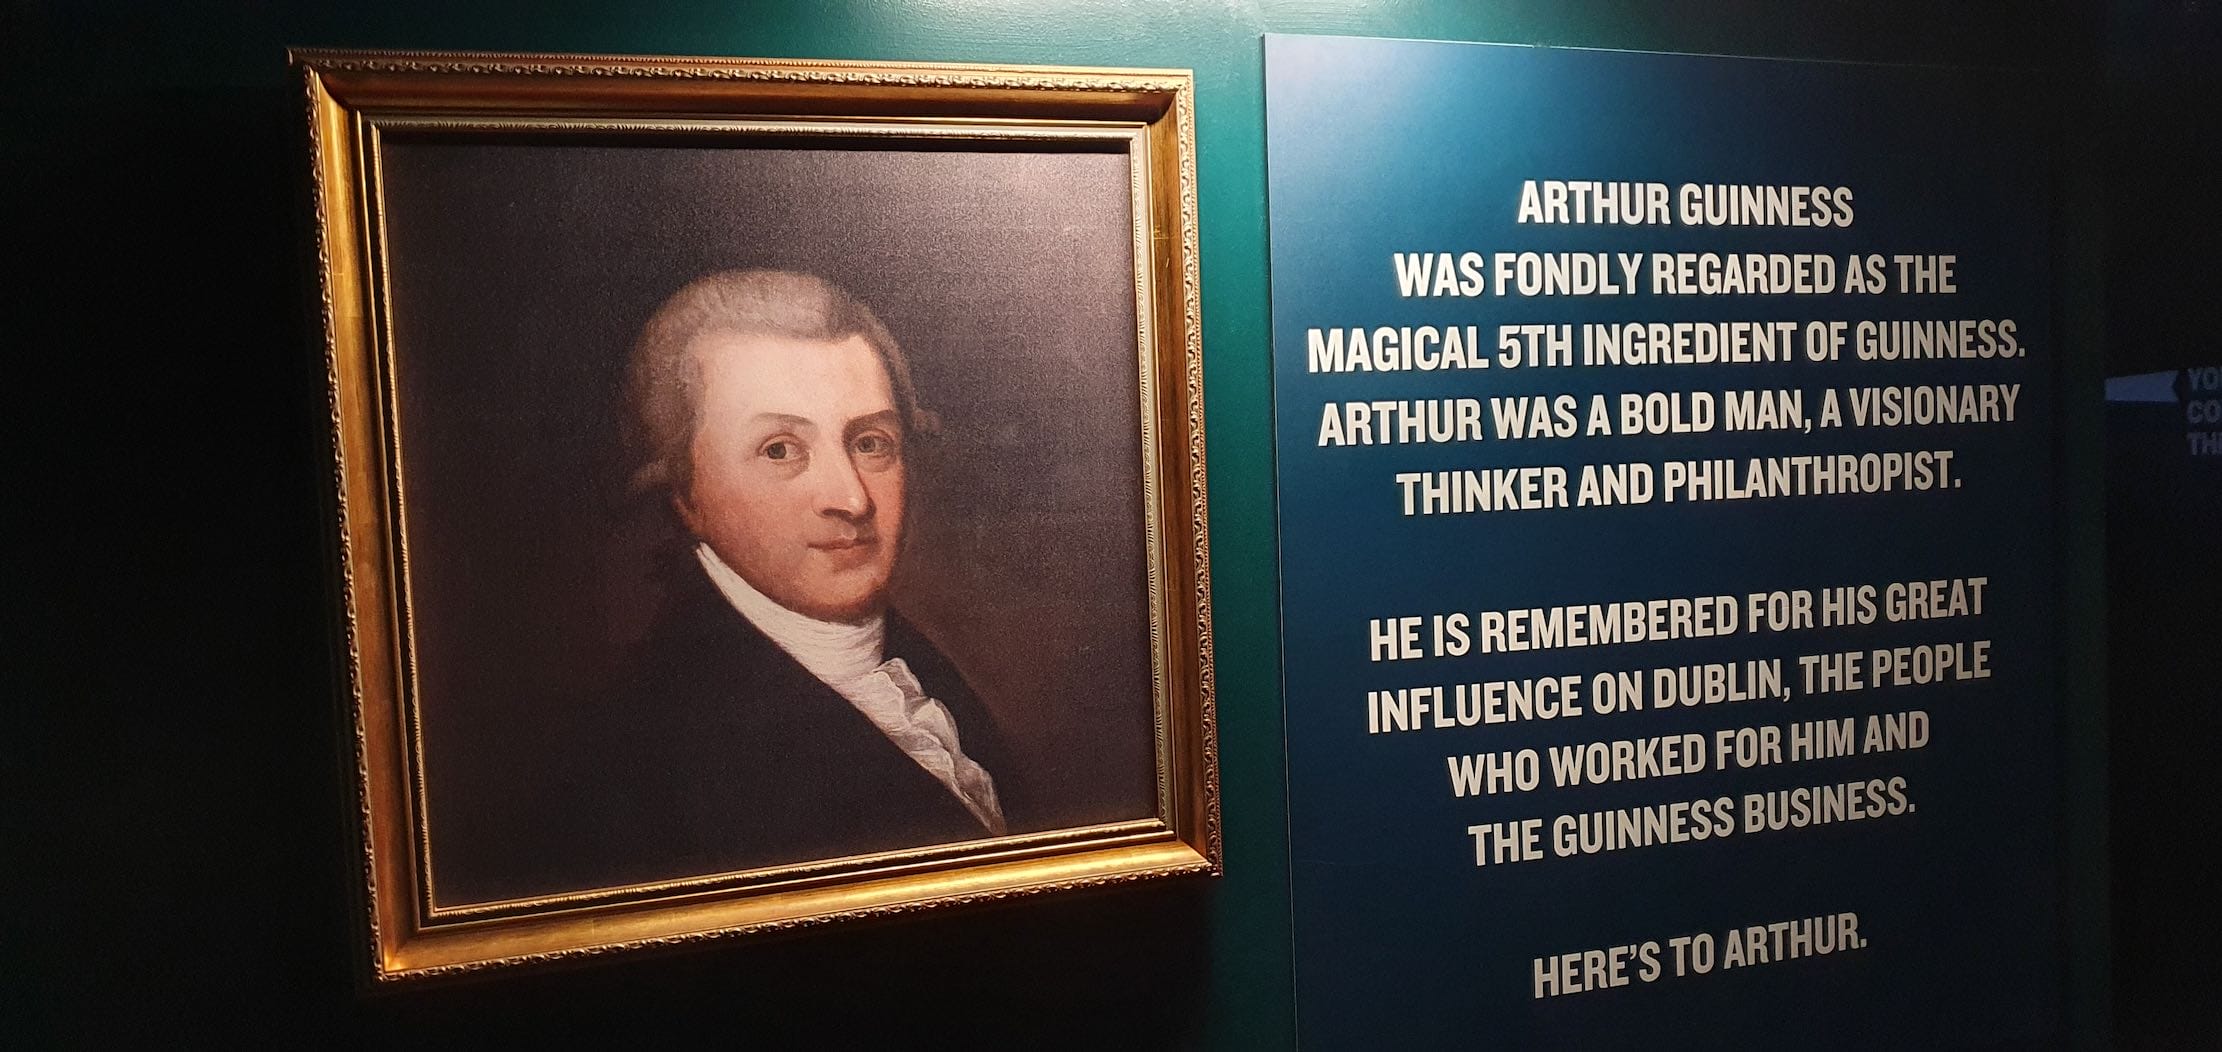 ARTHUR GUINNESS
WAS FONDLY REGARDED AS THE
MAGICAL 5TH INGREDIENT OF GUINNESS.
ARTHUR WAS A BOLD MAN, A VISIONARY
THINKER AND PHILANTHROPIST.
HE IS REMEMBERED FOR HIS GREAT
INFLUENCE ON DUBLIN, THE PEOPLE
WHO WORKED FOR HIM AND
THE GUINNESS BUSINESS.
HERE'S TO ARTHUR.